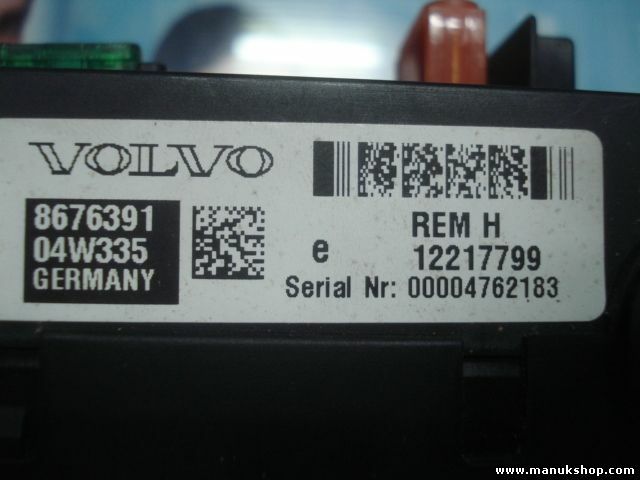 VOLVO
8676391
04W335
GERMANY
e
REM H
12217799
Serial Nr: 00004762183
www.manukshop.com